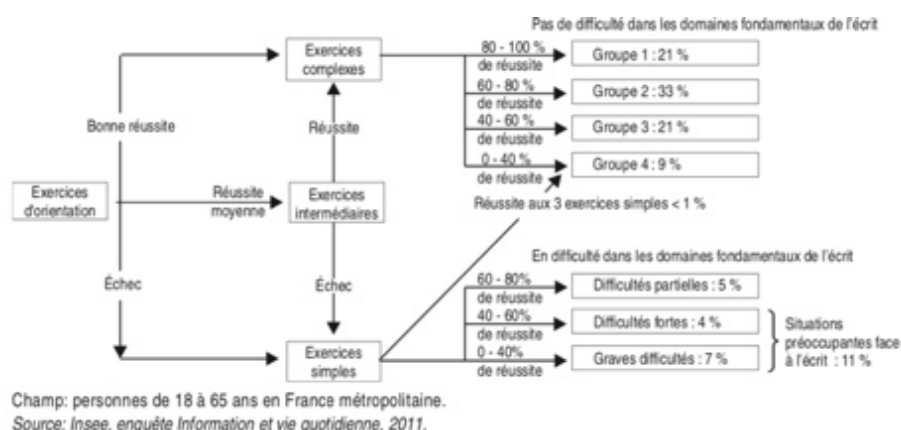 Pas de difficulté dans les domaines fondamentaux de l'écrit
Exercices
complexes
80 - 100 %
de réussite
Groupe 1 : 21 %
60 - 80 %
de réussite
Groupe 2 : 33 %
Bonne réussite
Réussite
40 - 60 %
de réussite
Groupe 3 : 21 %
0 - 40 %
de réussite
Groupe 4 : 9 %
Exercices
d'orientation
Réussite
moyenne
Exercices
intermédiaires
Réussite aux 3 exercices simples < 1 %
En difficulté dans les domaines fondamentaux de l'écrit
Échec
Échec
60 - 80%
de réussite
Difficultés partielles : 5 %
40 - 60%
de réussite
Difficultés fortes : 4 %
Situations
préoccupantes face
à l'écrit : 11 %
Exercices
simples
0 - 40%
de réussite
Graves difficultés : 7 %
Champ: personnes de 18 à 65 ans en France métropolitaine.
Source: Insee, enquête Information et vie quotidienne, 2011.